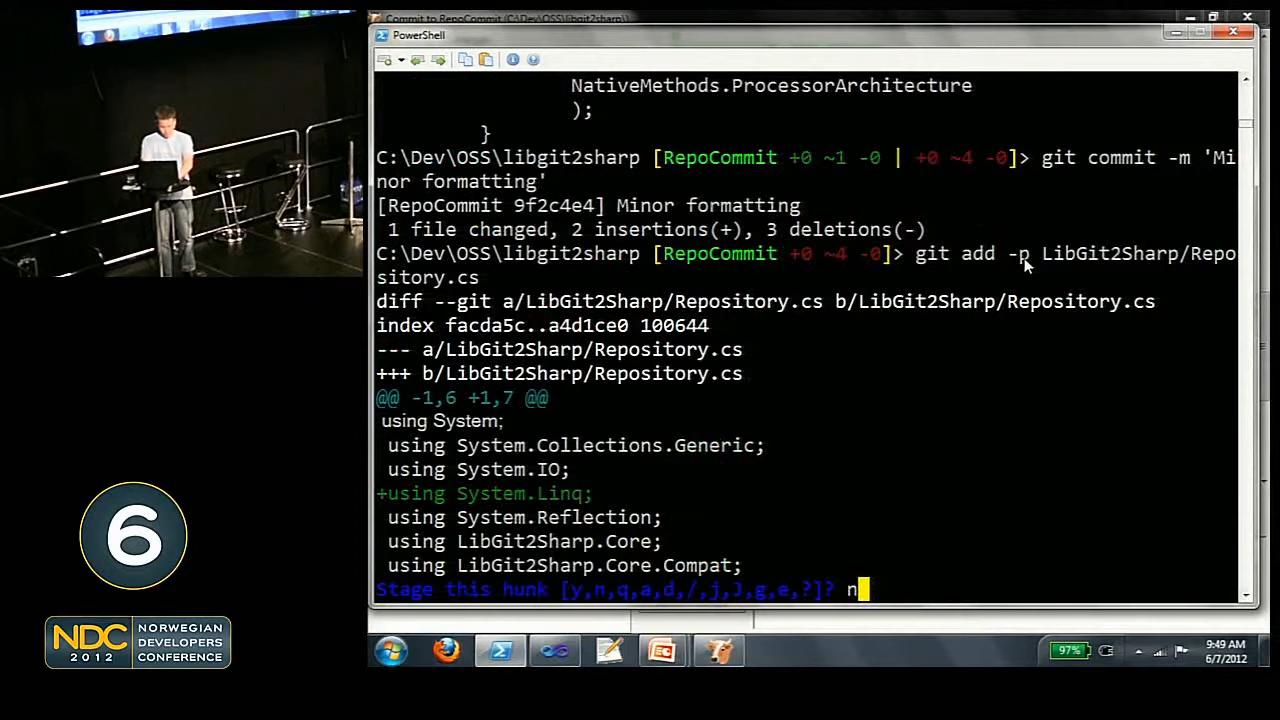 Commit to RepoCommit (C:\Dev\OSS\libgit2sharp\)
PowerShell
NativeMethods.ProcessorArchitecture
);
}
C:\Dev\OSS\libgit2sharp [RepoCommit +0 ~1 -0 | +0 ~4 -0]> git commit -m 'Mi
nor formatting'
[RepoCommit 9f2c4e4] Minor formatting
1 file changed, 2 insertions(+), 3 deletions(-)
C:\Dev\OSS\libgit2sharp [RepoCommit +0 ~4 -0]> git add -p LibGit2Sharp/Repo
sitory.cs
diff --git a/LibGit2Sharp/Repository.cs b/LibGit2Sharp/Repository.cs
index facda5c..a4d1ce0 100644
--- a/LibGit2Sharp/Repository.cs
+++ b/LibGit2Sharp/Repository.cs
@@ -1,6 +1,7 @@
using System;
using System.Collections.Generic;
using System.IO;
+using System.Linq;
using System.Reflection;
using LibGit2Sharp.Core;
using LibGit2Sharp.Core.Compat;
Stage this hunk [y,n,q,a,d,/,j,J,g,e,?]? n
6
NDC
2012
NORWEGIAN
DEVELOPERS
CONFERENCE
97%
9:49 AM
6/7/2012